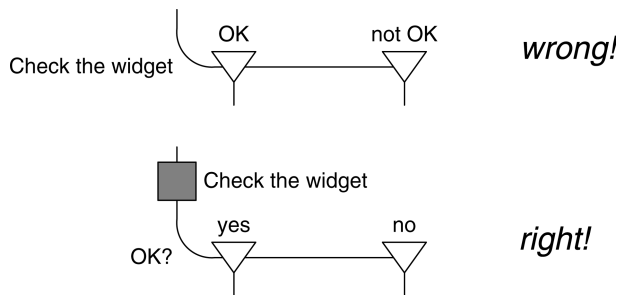 OK
not OK
wrong!
Check the widget
Check the widget
yes
no
right!
OK?